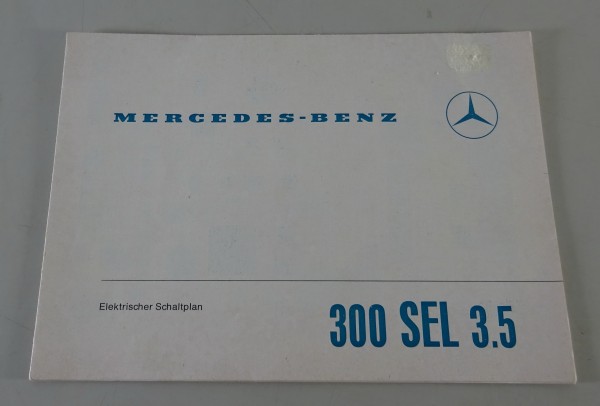 MERCEDES-BENZ
Elektrischer Schaltplan
300 SEL 3.5